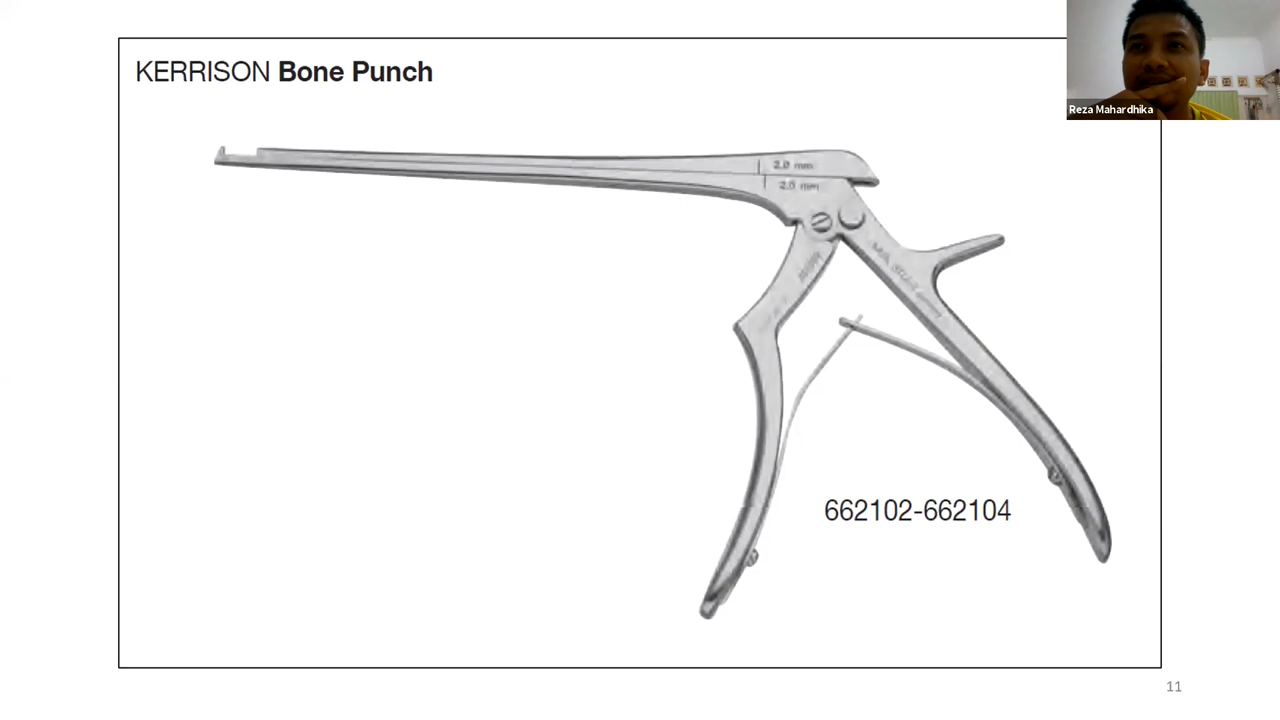 KERRISON Bone Punch
Reza Mahardhika
2.0 mm
2.0 mm
662102-662104
11